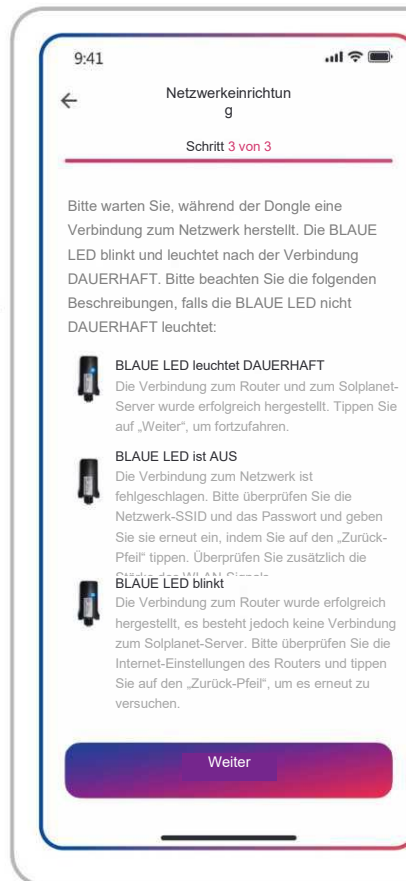 9:41
Netzwerkeinrichtun
g
Schritt 3 von 3
Bitte warten Sie, während der Dongle eine
Verbindung zum Netzwerk herstellt. Die BLAUE
LED blinkt und leuchtet nach der Verbindung
DAUERHAFT. Bitte beachten Sie die folgenden
Beschreibungen, falls die BLAUE LED nicht
DAUERHAFT leuchtet:
BLAUE LED leuchtet DAUERHAFT
Die Verbindung zum Router und zum Solplanet-
Server wurde erfolgreich hergestellt. Tippen Sie
auf „Weiter“, um fortzufahren.
BLAUE LED ist AUS
Die Verbindung zum Netzwerk ist
fehlgeschlagen. Bitte überprüfen Sie die
Netzwerk-SSID und das Passwort und geben
Sie sie erneut ein, indem Sie auf den „Zurück-
Pfeil“ tippen. Überprüfen Sie zusätzlich die
Stärke des WLAN-Signals.
BLAUE LED blinkt
Die Verbindung zum Router wurde erfolgreich
hergestellt, es besteht jedoch keine Verbindung
zum Solplanet-Server. Bitte überprüfen Sie die
Internet-Einstellungen des Routers und tippen
Sie auf den „Zurück-Pfeil“, um es erneut zu
versuchen.
Weiter